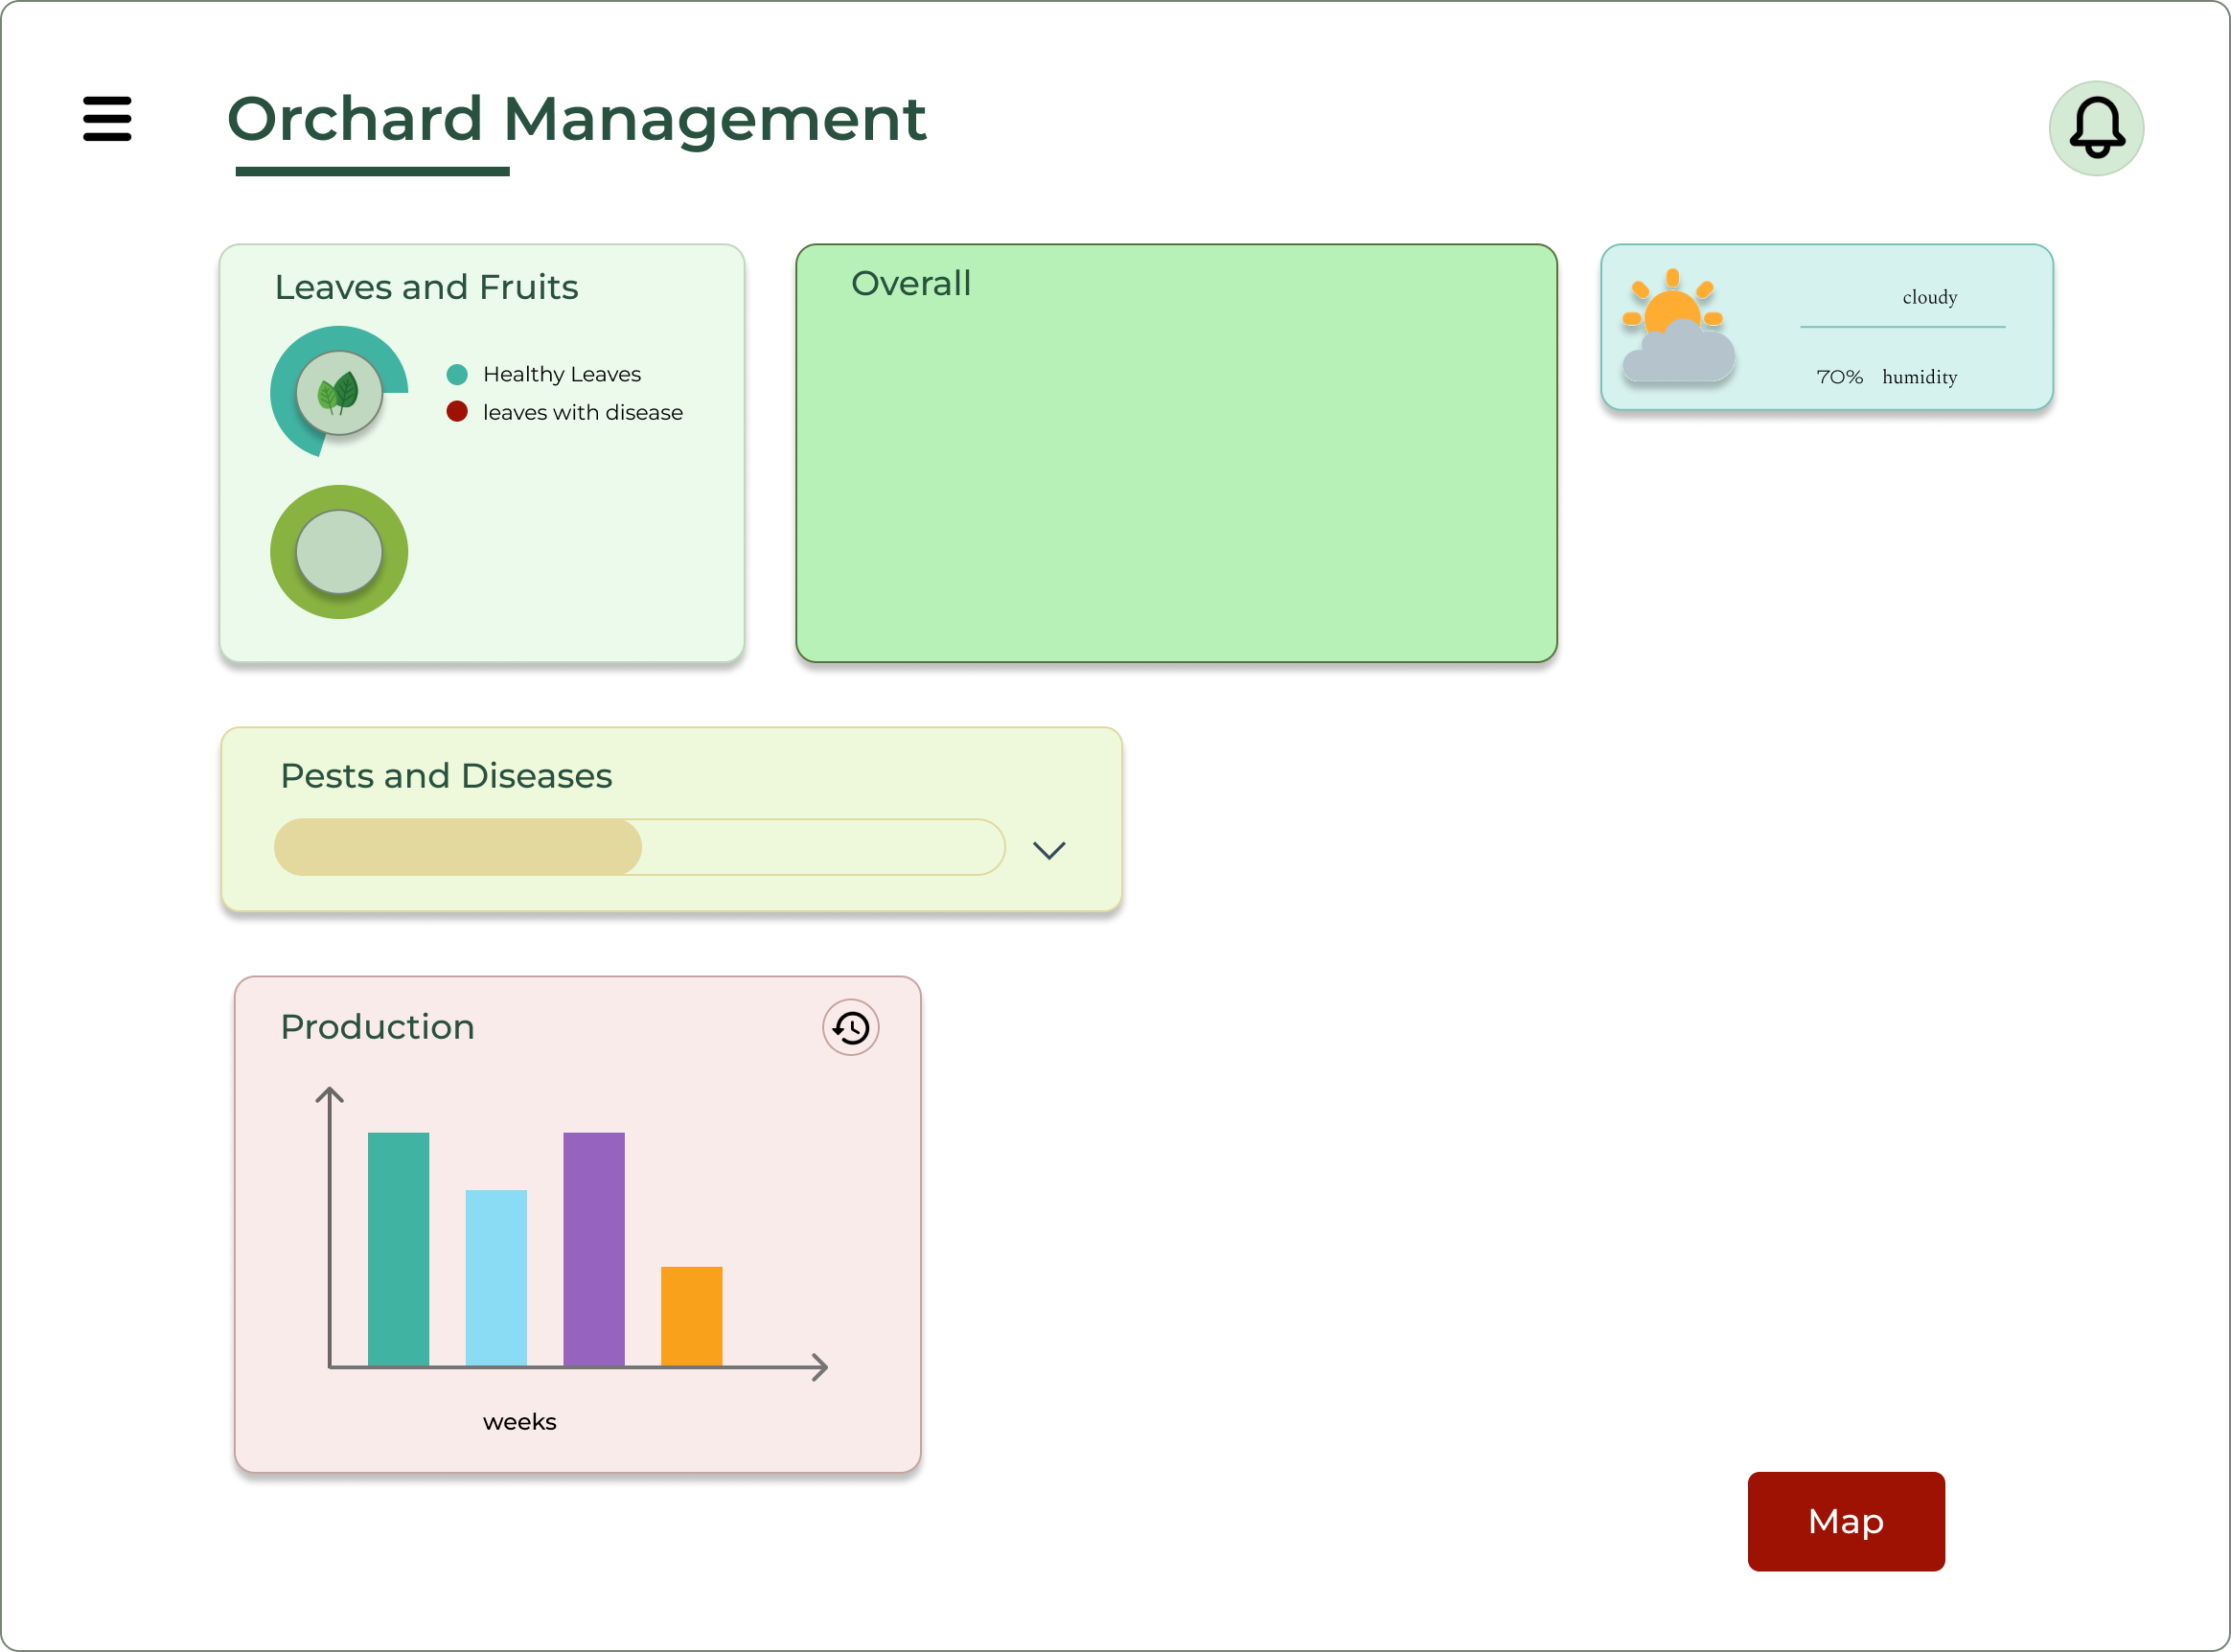 Orchard Management
Leaves and Fruits
Healthy Leaves
leaves with disease
Overall
cloudy
70% humidity
Pests and Diseases
Production
weeks
Map